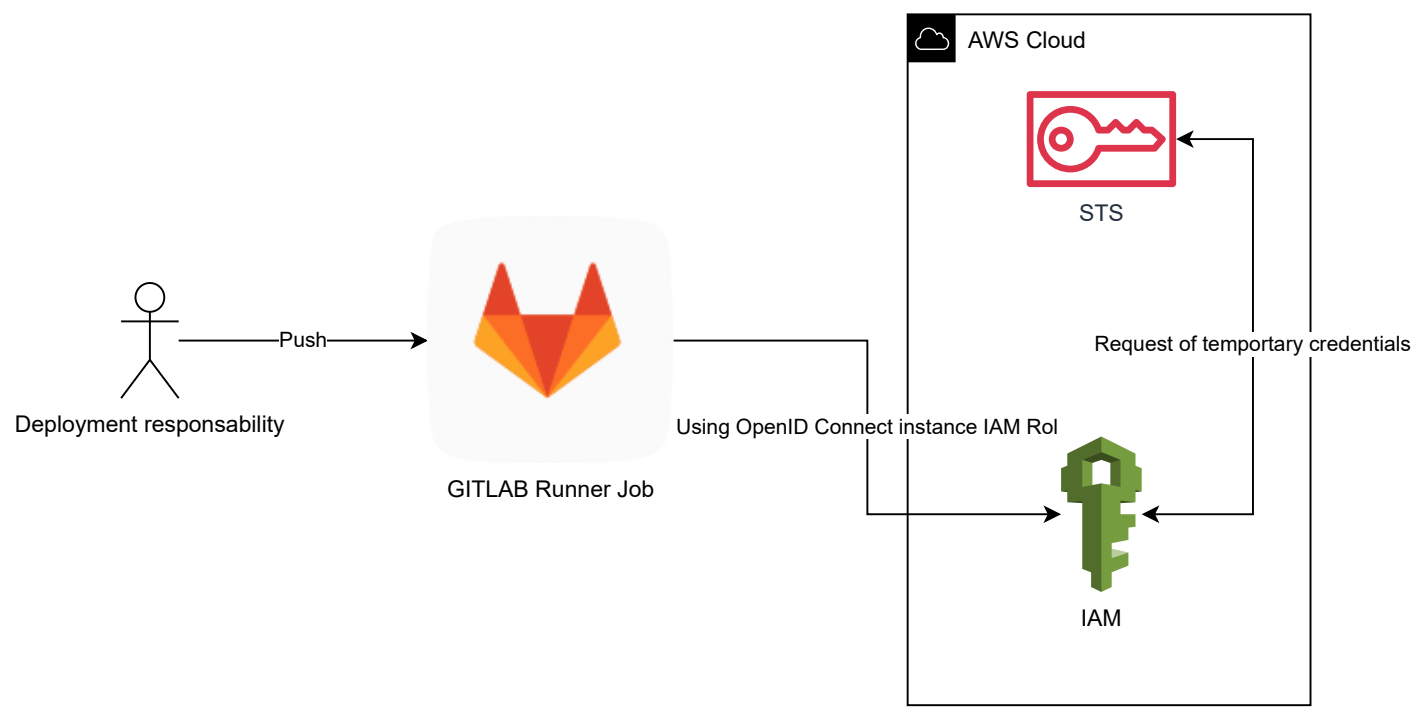 AWS Cloud
STS
Push
Request of temportary credentials
Deployment responsability
Using OpenID Connect instance IAM Rol
GITLAB Runner Job
IAM